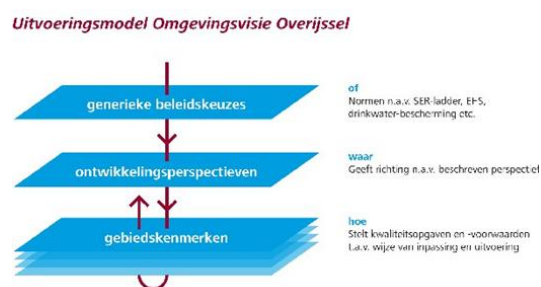 Uitvoeringsmodel Omgevingsvisie Overijssel
generieke beleidskeuzes
of
Normen n.a.v. SER-ladder, EHS,
drinkwater-bescherming etc.
ontwikkelingsperspectieven
waar
Geeft richting n.a.v. beschreven perspectief
gebiedskenmerken
hoe
Stelt kwaliteitsopgaven en -voorwaarden
t.a.v. wijze van inpassing en uitvoering